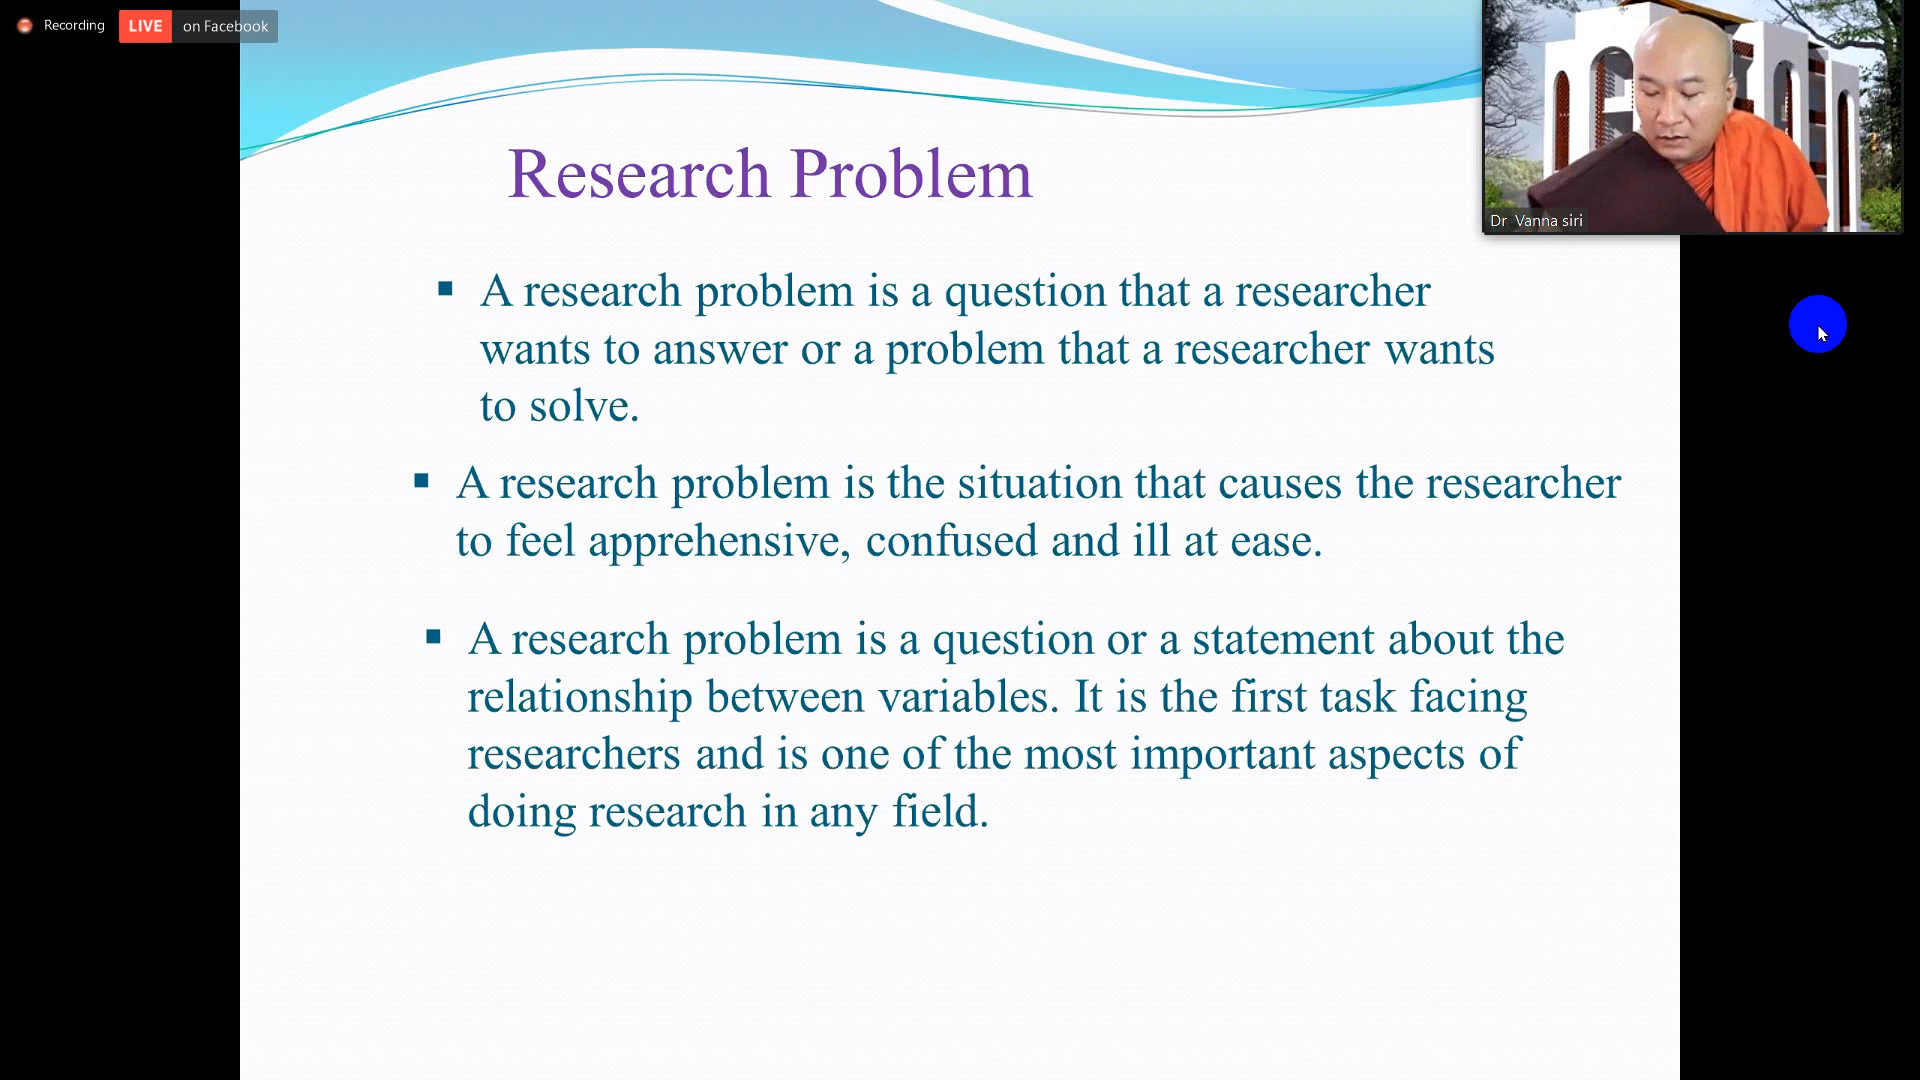 Recording LIVE on Facebook
Research Problem
Dr Vanna siri
▪ A research problem is a question that a researcher
wants to answer or a problem that a researcher wants
to solve.
▪ A research problem is the situation that causes the researcher
to feel apprehensive, confused and ill at ease.
▪ A research problem is a question or a statement about the
relationship between variables. It is the first task facing
researchers and is one of the most important aspects of
doing research in any field.